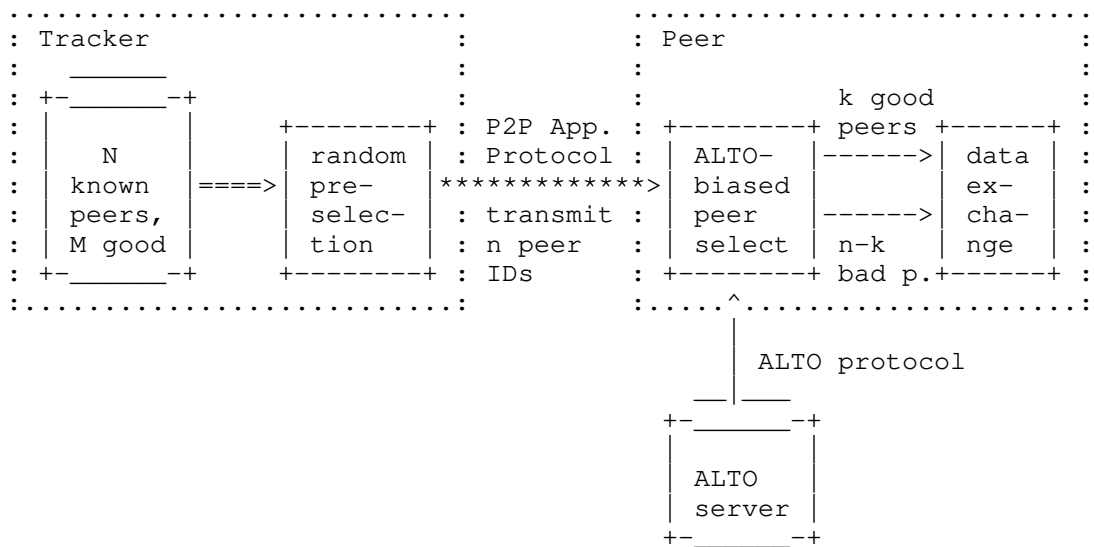 Tracker Peer
k good
P2P App. peers
N random Protocol ALTO- data
known pre- biased ex-
peers, selec- transmit peer cha-
M good tion n peer select n-k nge
IDs bad p.
ALTO protocol
ALTO
server